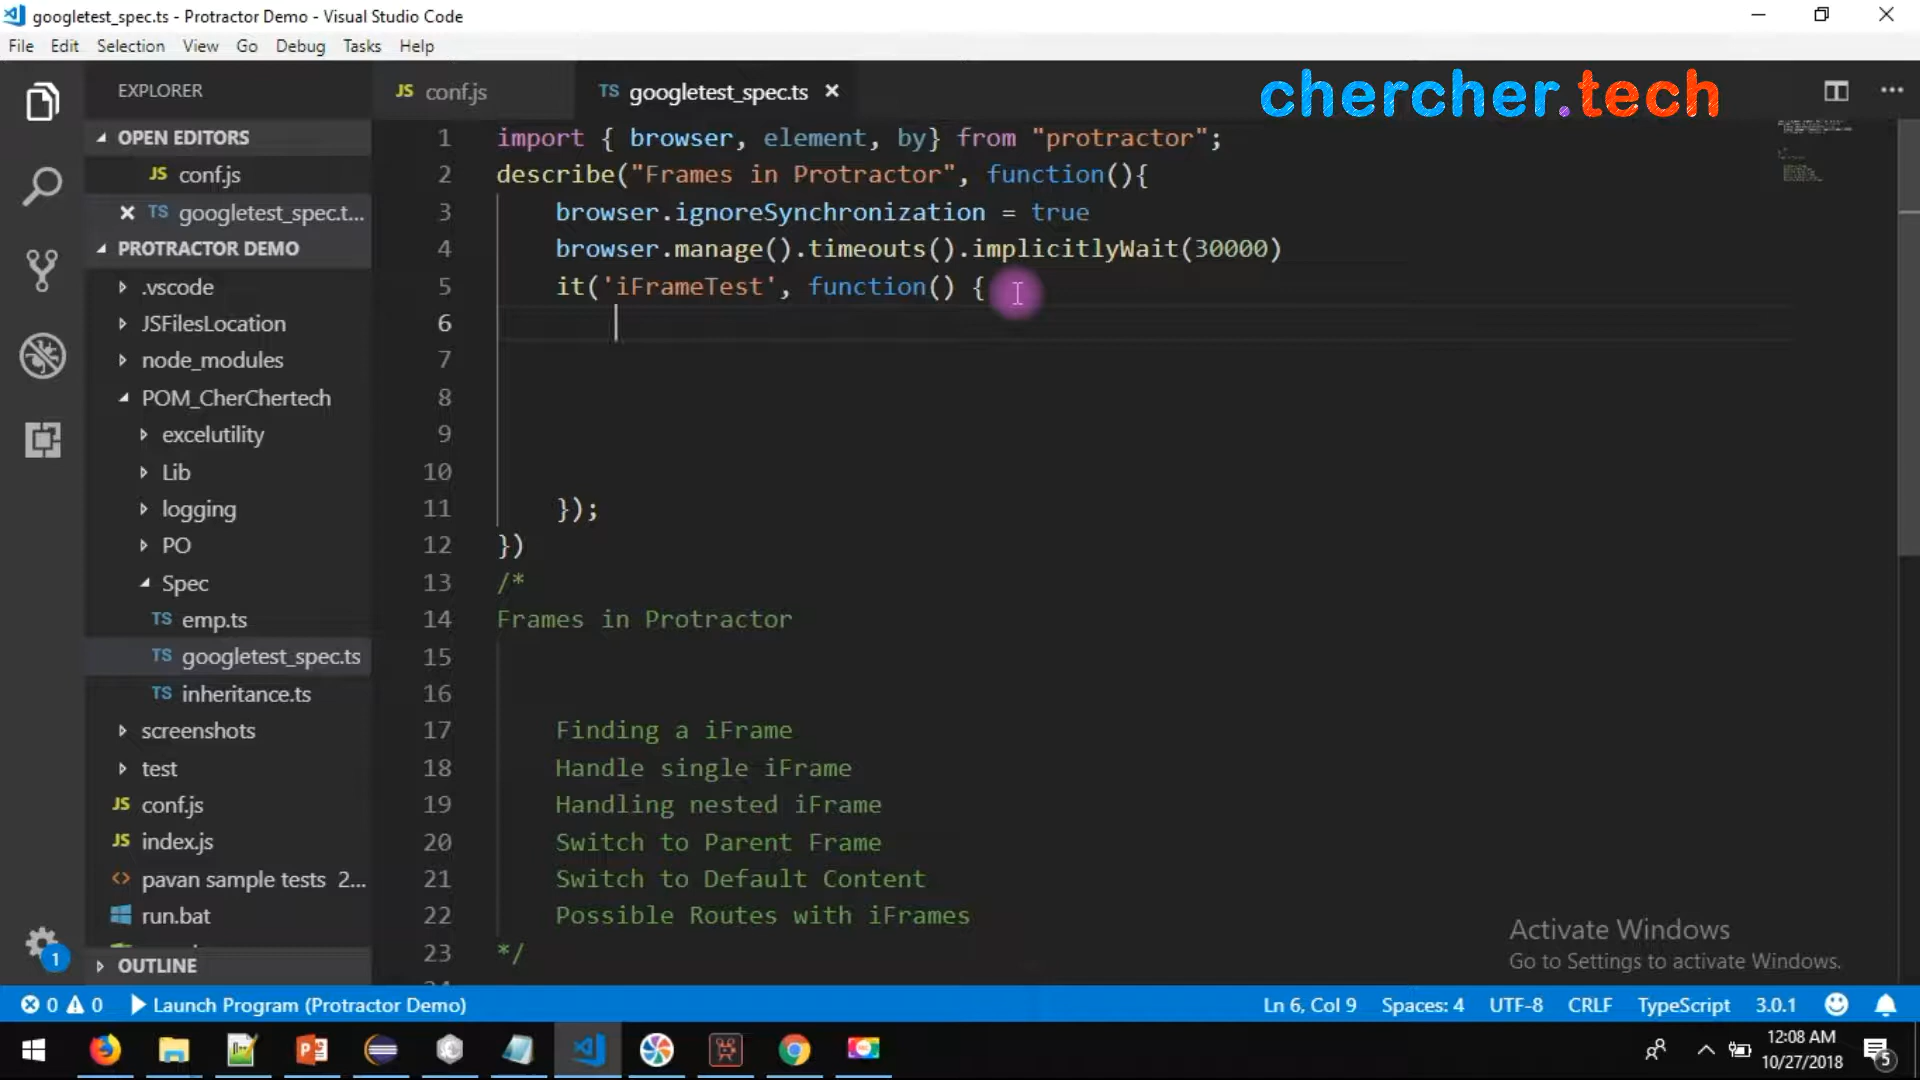 googletest_spec.ts - Protractor Demo - Visual Studio Code
File Edit Selection View Go Debug Tasks Help
EXPLORER
OPEN EDITORS
JS conf.js
TS googletest_spec.t...
PROTRACTOR DEMO
.vscode
JSFilesLocation
node_modules
POM_CherChertech
excelutility
Lib
logging
PO
Spec
TS emp.ts
TS googletest_spec.ts
TS inheritance.ts
screenshots
test
JS conf.js
JS index.js
<> pavan sample tests 2...
run.bat
OUTLINE
1
JS conf.js
TS googletest_spec.ts
chercher.tech
1 import { browser, element, by} from "protractor";
2 describe("Frames in Protractor", function(){
3 browser.ignoreSynchronization = true
4 browser.manage().timeouts().implicitlyWait(30000)
5 it('iFrameTest', function() {
6
7
8
9
10
11 });
12 })
13 /*
14 Frames in Protractor
15
16
17 Finding a iFrame
18 Handle single iFrame
19 Handling nested iFrame
20 Switch to Parent Frame
21 Switch to Default Content
22 Possible Routes with iFrames
23 */
Activate Windows
Go to Settings to activate Windows.
0 0 Launch Program (Protractor Demo)
Ln 6, Col 9 Spaces: 4 UTF-8 CRLF TypeScript 3.0.1
12:08 AM
10/27/2018
5